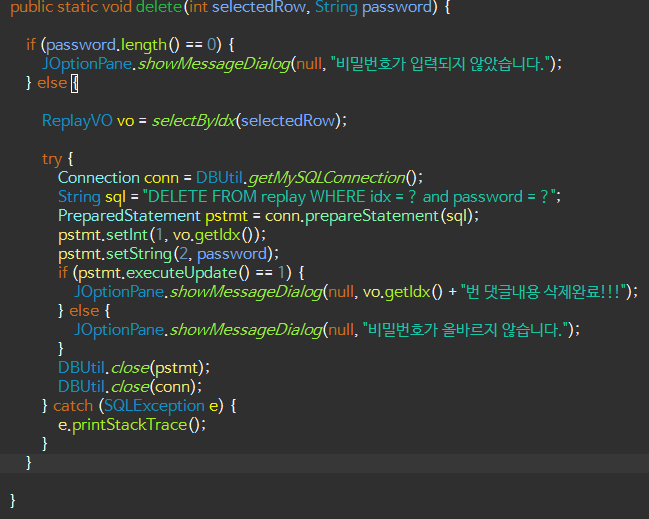 public static void delete(int selectedRow, String password) {
if (password.length() == 0) {
JOptionPane.showMessageDialog(null, "비밀번호가 입력되지 않았습니다.");
} else {
ReplayVO vo = selectByIdx(selectedRow);
try {
Connection conn = DBUtil.getMySQLConnection();
String sql = "DELETE FROM replay WHERE idx = ? and password = ?";
PreparedStatement pstmt = conn.prepareStatement(sql);
pstmt.setInt(1, vo.getIdx());
pstmt.setString(2, password);
if (pstmt.executeUpdate() == 1) {
JOptionPane.showMessageDialog(null, vo.getIdx() + "번 댓글내용 삭제완료!!!");
} else {
JOptionPane.showMessageDialog(null, "비밀번호가 올바르지 않습니다.");
}
DBUtil.close(pstmt);
DBUtil.close(conn);
} catch (SQLException e) {
e.printStackTrace();
}
}
}